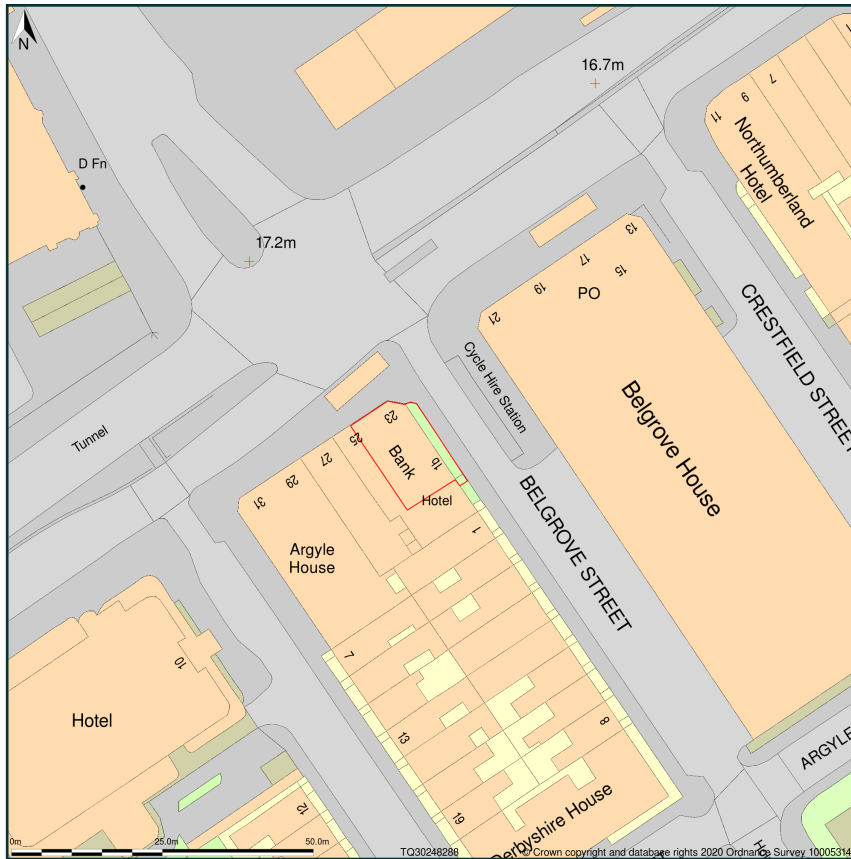 N
16.7m
7
9
11
Northumberland
Hotel
D Fn
17.2m
13
17
15
PO
19
21
CRESTFIELD STREET
Cycle Hire Station
Belgrove House
Tunnel
23
25
Bank
1b
27
29
31
Hotel
1
Argyle
House
BELGROVE STREET
7
10
Hotel
13
8
ARGYLE
12
19
Derbyshire House
0m
25.0m
50.0m
TQ30248288
© Crown copyright and database rights 2020 Ordnance Survey 10005314